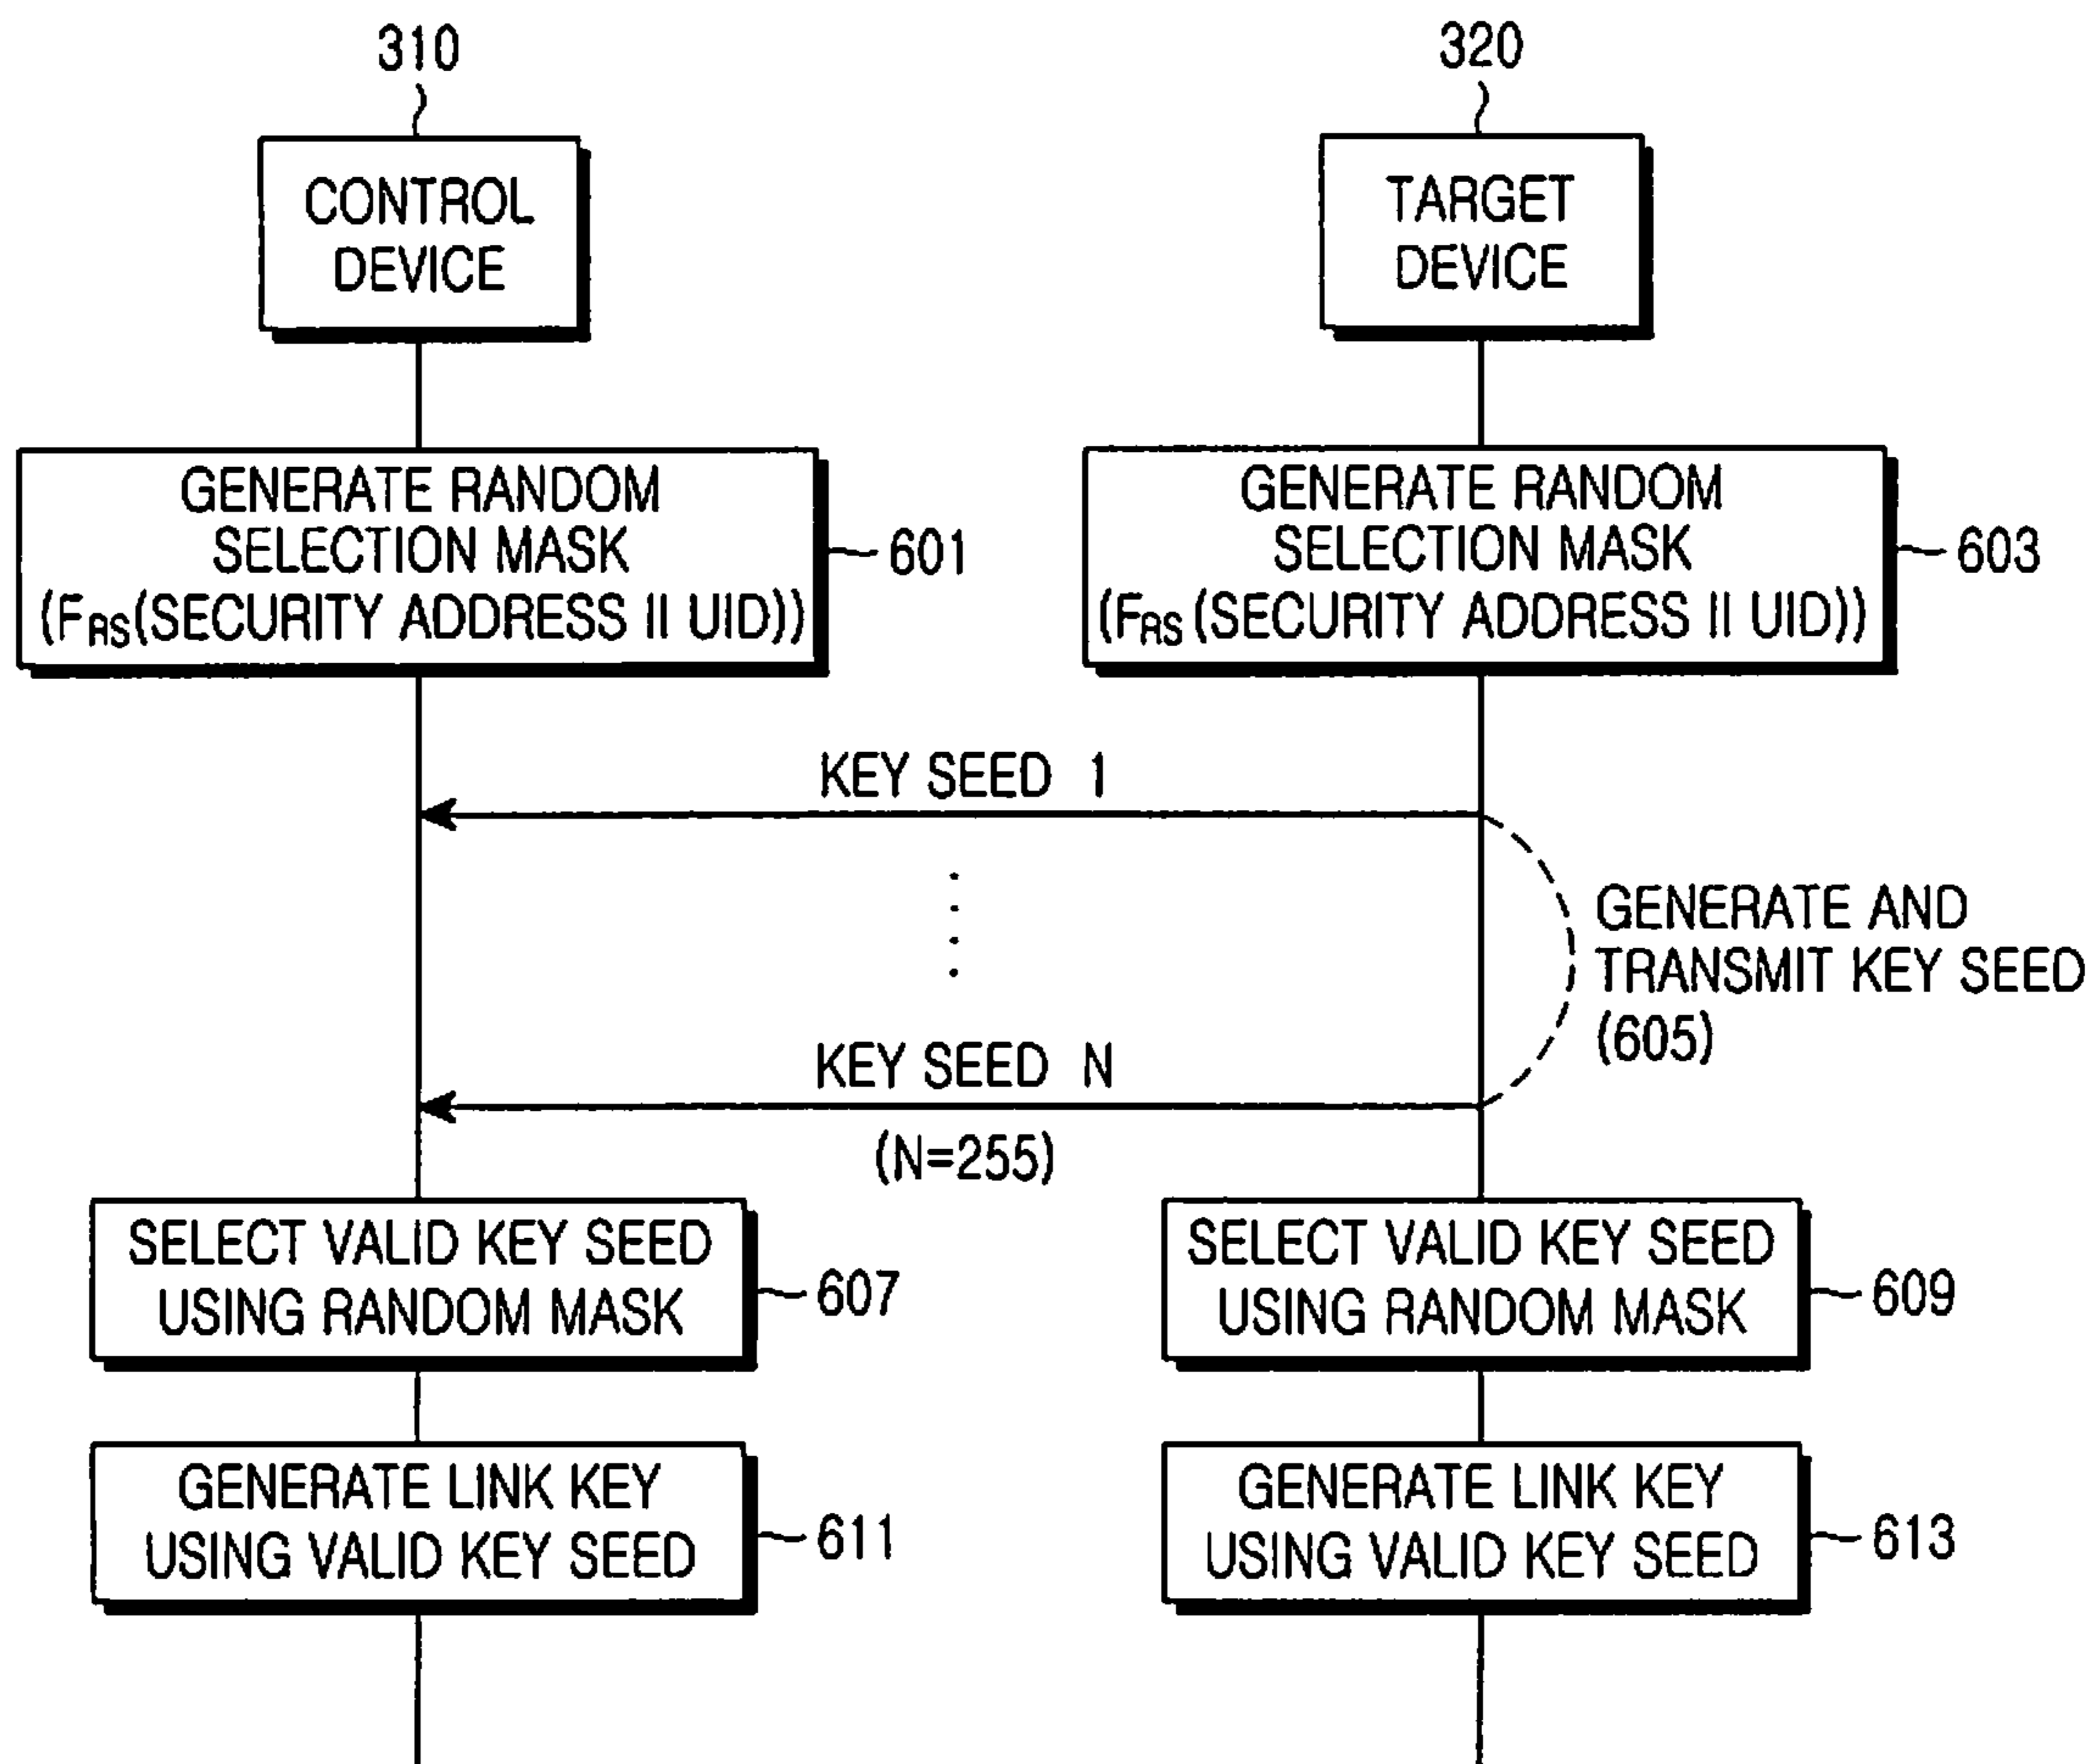 310
320
CONTROL
DEVICE
TARGET
DEVICE
GENERATE RANDOM
SELECTION MASK
(FRS(SECURITY ADDRESS II UID))
601
GENERATE RANDOM
SELECTION MASK
(FRS (SECURITY ADDRESS II UID))
603
KEY SEED 1
GENERATE AND
TRANSMIT KEY SEED
(605)
KEY SEED N
(N=255)
SELECT VALID KEY SEED
USING RANDOM MASK
607
SELECT VALID KEY SEED
USING RANDOM MASK
609
GENERATE LINK KEY
USING VALID KEY SEED
611
GENERATE LINK KEY
USING VALID KEY SEED
613